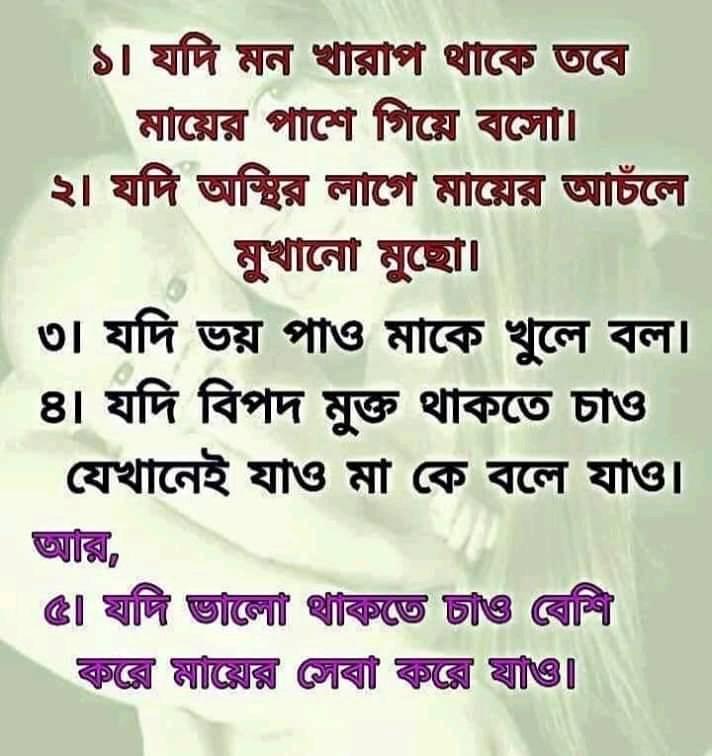 ১। যদি মন খারাপ থাকে তবে
মায়ের পাশে গিয়ে বসো।
২। যদি অস্থির লাগে মায়ের আচঁলে
মুখানো মুছো।
৩। যদি ভয় পাও মাকে খুলে বল।
৪। যদি বিপদ মুক্ত থাকতে চাও
যেখানেই যাও মা কে বলে যাও।
আর,
৫। যদি ভালো থাকতে চাও বেশি
করে মায়ের সেবা করে যাও।